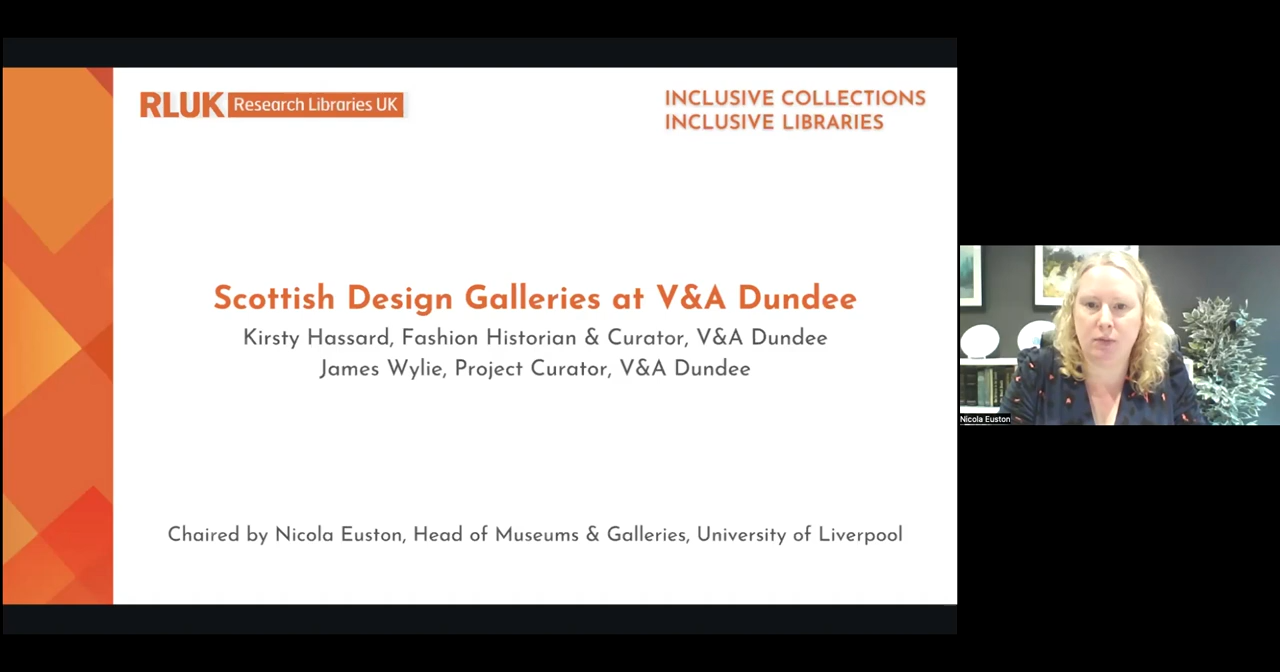 RLUK Research Libraries UK
INCLUSIVE COLLECTIONS
INCLUSIVE LIBRARIES
Scottish Design Galleries at V&A Dundee
Kirsty Hassard, Fashion Historian & Curator, V&A Dundee
James Wylie, Project Curator, V&A Dundee
Chaired by Nicola Euston, Head of Museums & Galleries, University of Liverpool
Nicola Euston